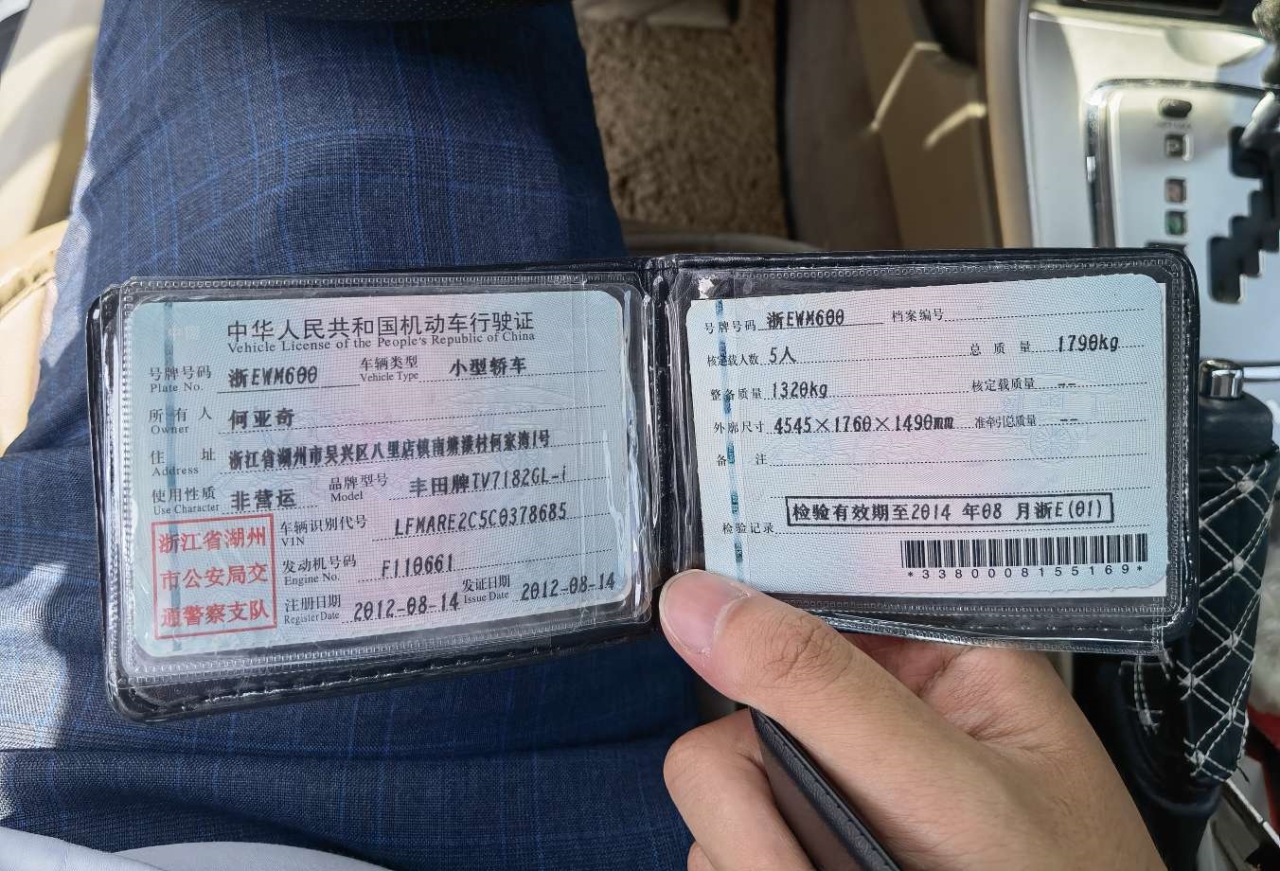 中华人民共和国机动车行驶证
Vehicle License of the People's Republic of China
号牌号码 浙EWM600 车辆类型 小型轿车
Plate No. Vehicle Type
所有人 何亚奇
Owner
住址 浙江省湖州市吴兴区八里店镇南塘漾村何家湾1号
Address
使用性质 非营运 品牌型号 丰田牌TV7182GL-i
Use Character Model
车辆识别代号 LFMARE2C5C0378685
VIN
发动机号码 F110661
Engine No.
注册日期 2012-08-14 发证日期 2012-08-14
Register Date Issue Date
浙江省湖州
市公安局交
通警察支队
号牌号码 浙EWM600 档案编号
核定载人数 5人 总质量 1790kg
整备质量 1320kg 核定载质量 --
外廓尺寸 4545×1760×1490mm 准牵引总质量 --
备注
检验记录 检验有效期至2014年08月浙E(01)
*3380008155169*
P